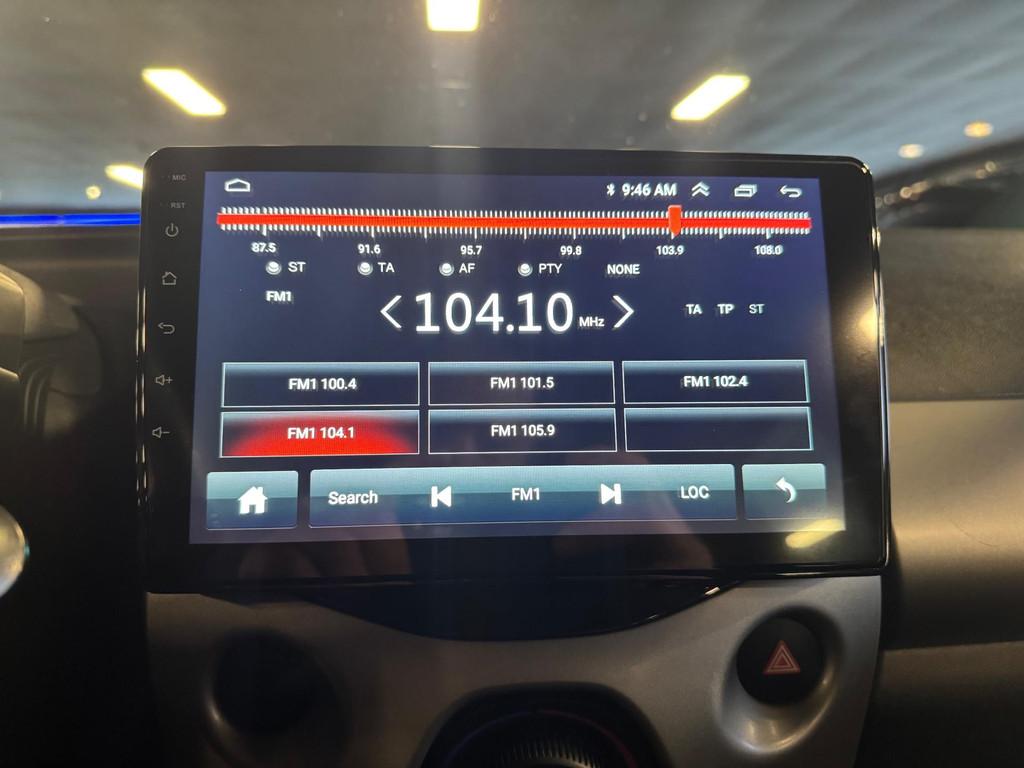 MIC
9:46 AM
RST
87.5 91.6 95.7 99.8 103.9 108.0
ST TA AF PTY NONE
FM1
104.10 MHz
TA TP ST
FM1 100.4 FM1 101.5 FM1 102.4
FM1 104.1 FM1 105.9
Search FM1 LOC